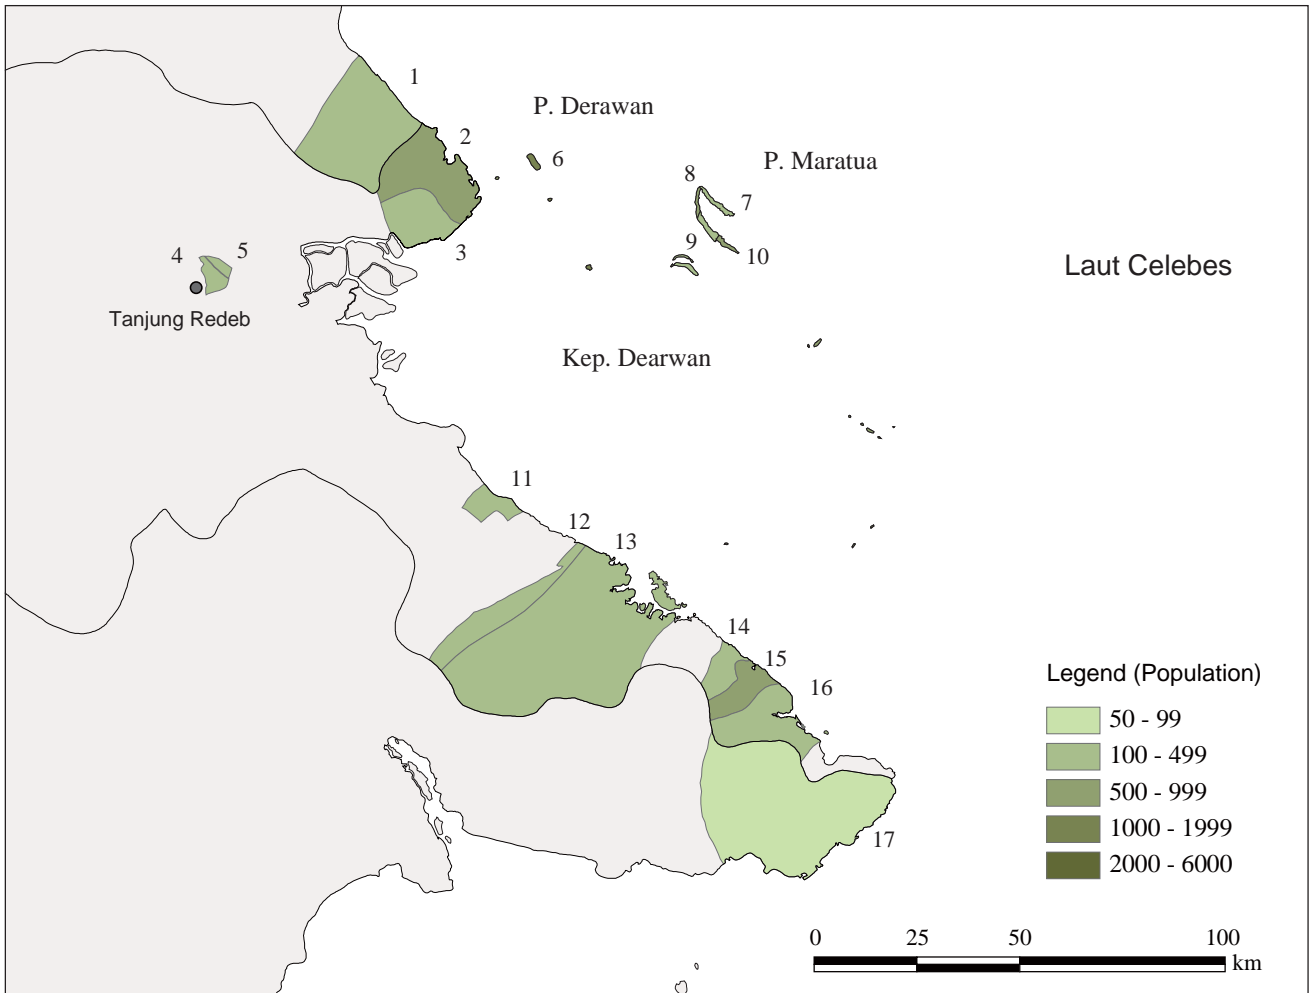 1
P. Derawan
2
6
P. Maratua
8
7
3
4
5
9
10
Laut Celebes
Tanjung Redeb
Kep. Dearwan
11
12
13
14
15
16
17
Legend (Population)
50 - 99
100 - 499
500 - 999
1000 - 1999
2000 - 6000
0 25 50 100
km